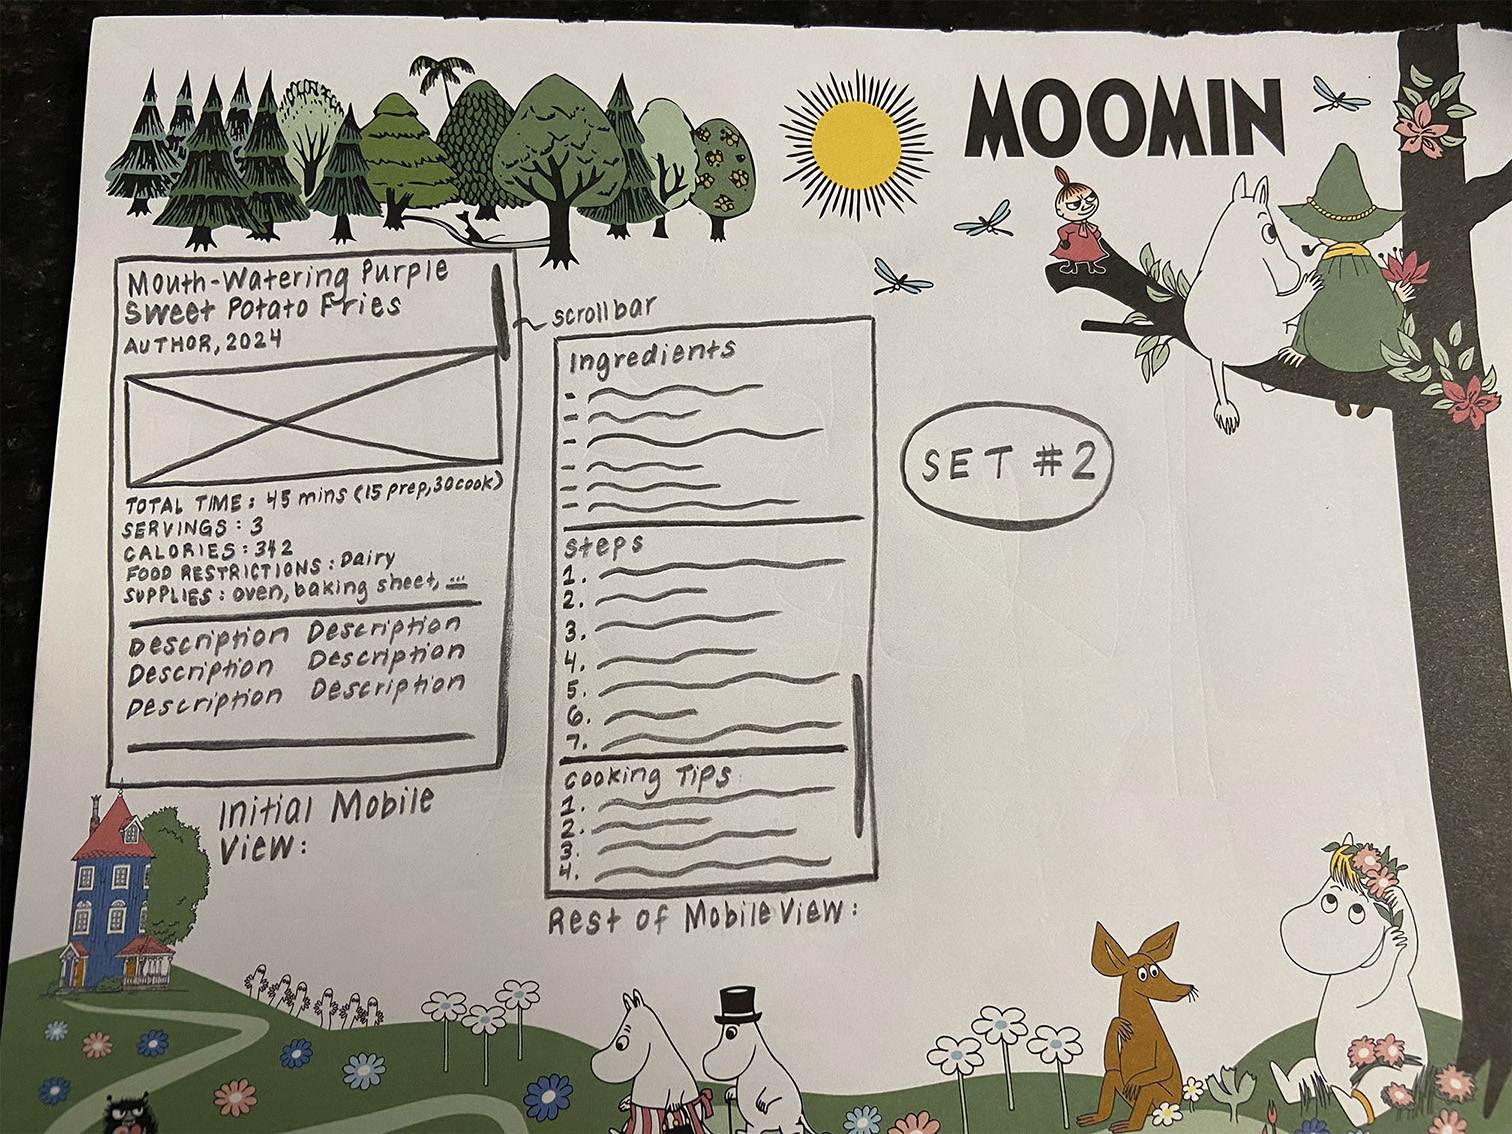 MOOMIN
Mouth-Watering Purple
Sweet Potato Fries
AUTHOR, 2024
TOTAL TIME: 45 mins (15 prep, 30 cook)
SERVINGS: 3
CALORIES: 342
FOOD RESTRICTIONS: Dairy
SUPPLIES: oven, baking sheet, ...
Description Description
Description Description
Description Description
Initial Mobile
View:
scrollbar
Ingredients
-
-
-
-
-
-
Steps
1.
2.
3.
4.
5.
6.
7.
Cooking Tips
1.
2.
3.
4.
Rest of Mobile View:
SET #2